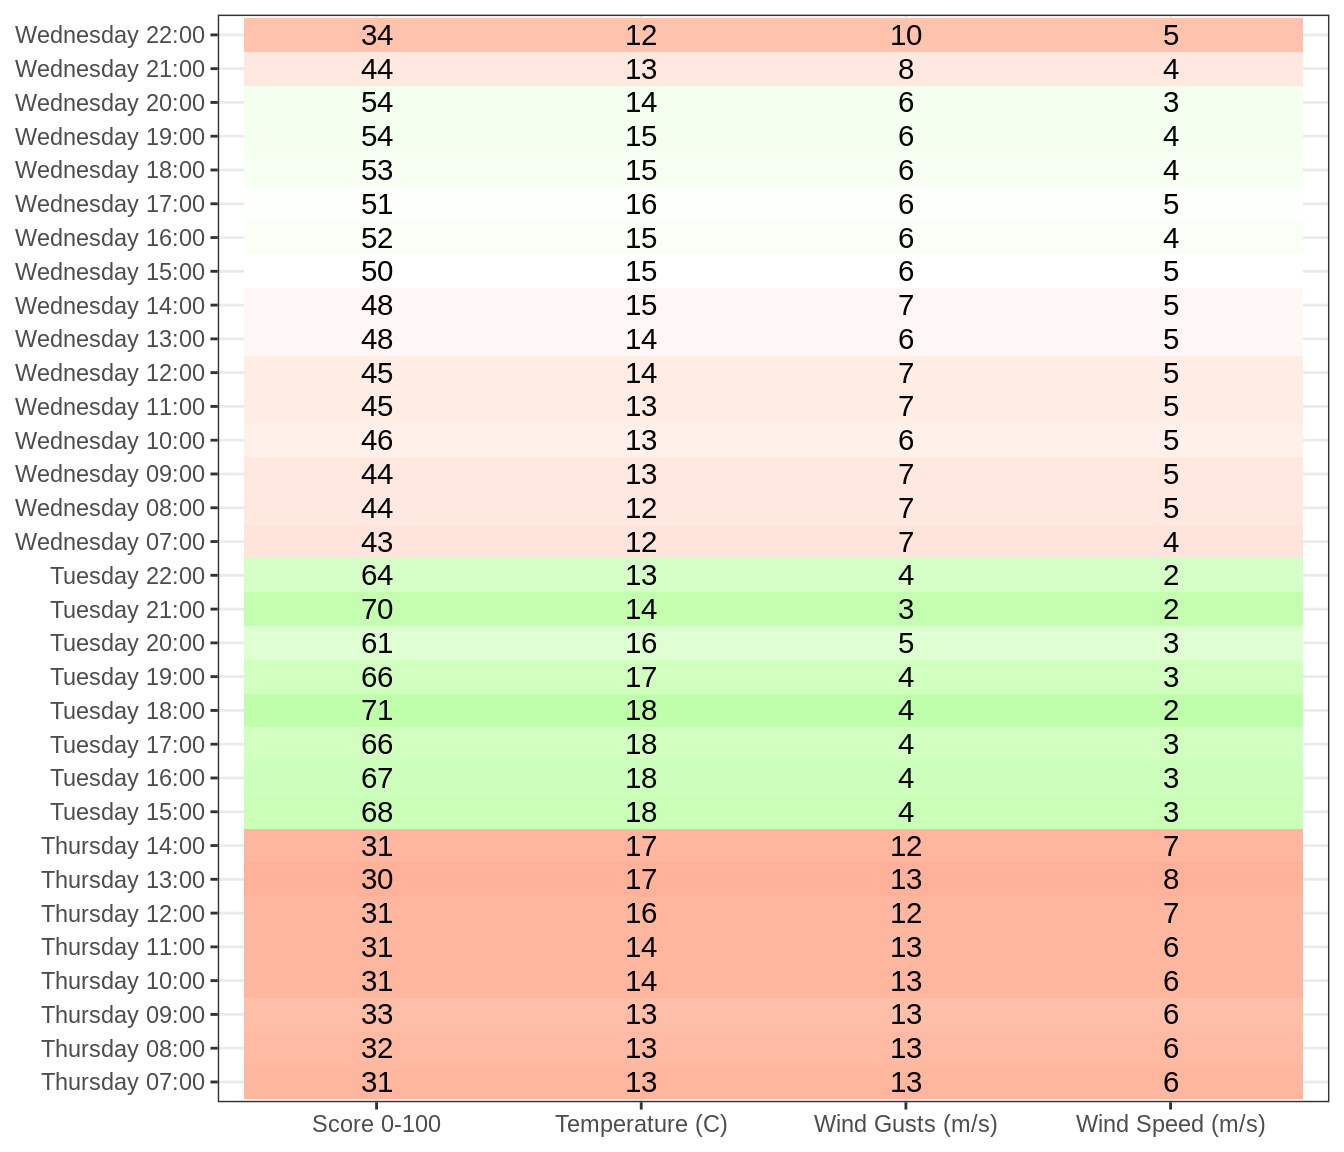 Wednesday 22:00 34 12 10 5
Wednesday 21:00 44 13 8 4
Wednesday 20:00 54 14 6 3
Wednesday 19:00 54 15 6 4
Wednesday 18:00 53 15 6 4
Wednesday 17:00 51 16 6 5
Wednesday 16:00 52 15 6 4
Wednesday 15:00 50 15 6 5
Wednesday 14:00 48 15 7 5
Wednesday 13:00 48 14 6 5
Wednesday 12:00 45 14 7 5
Wednesday 11:00 45 13 7 5
Wednesday 10:00 46 13 6 5
Wednesday 09:00 44 13 7 5
Wednesday 08:00 44 12 7 5
Wednesday 07:00 43 12 7 4
Tuesday 22:00 64 13 4 2
Tuesday 21:00 70 14 3 2
Tuesday 20:00 61 16 5 3
Tuesday 19:00 66 17 4 3
Tuesday 18:00 71 18 4 2
Tuesday 17:00 66 18 4 3
Tuesday 16:00 67 18 4 3
Tuesday 15:00 68 18 4 3
Thursday 14:00 31 17 12 7
Thursday 13:00 30 17 13 8
Thursday 12:00 31 16 12 7
Thursday 11:00 31 14 13 6
Thursday 10:00 31 14 13 6
Thursday 09:00 33 13 13 6
Thursday 08:00 32 13 13 6
Thursday 07:00 31 13 13 6
Score 0-100 Temperature (C) Wind Gusts (m/s) Wind Speed (m/s)